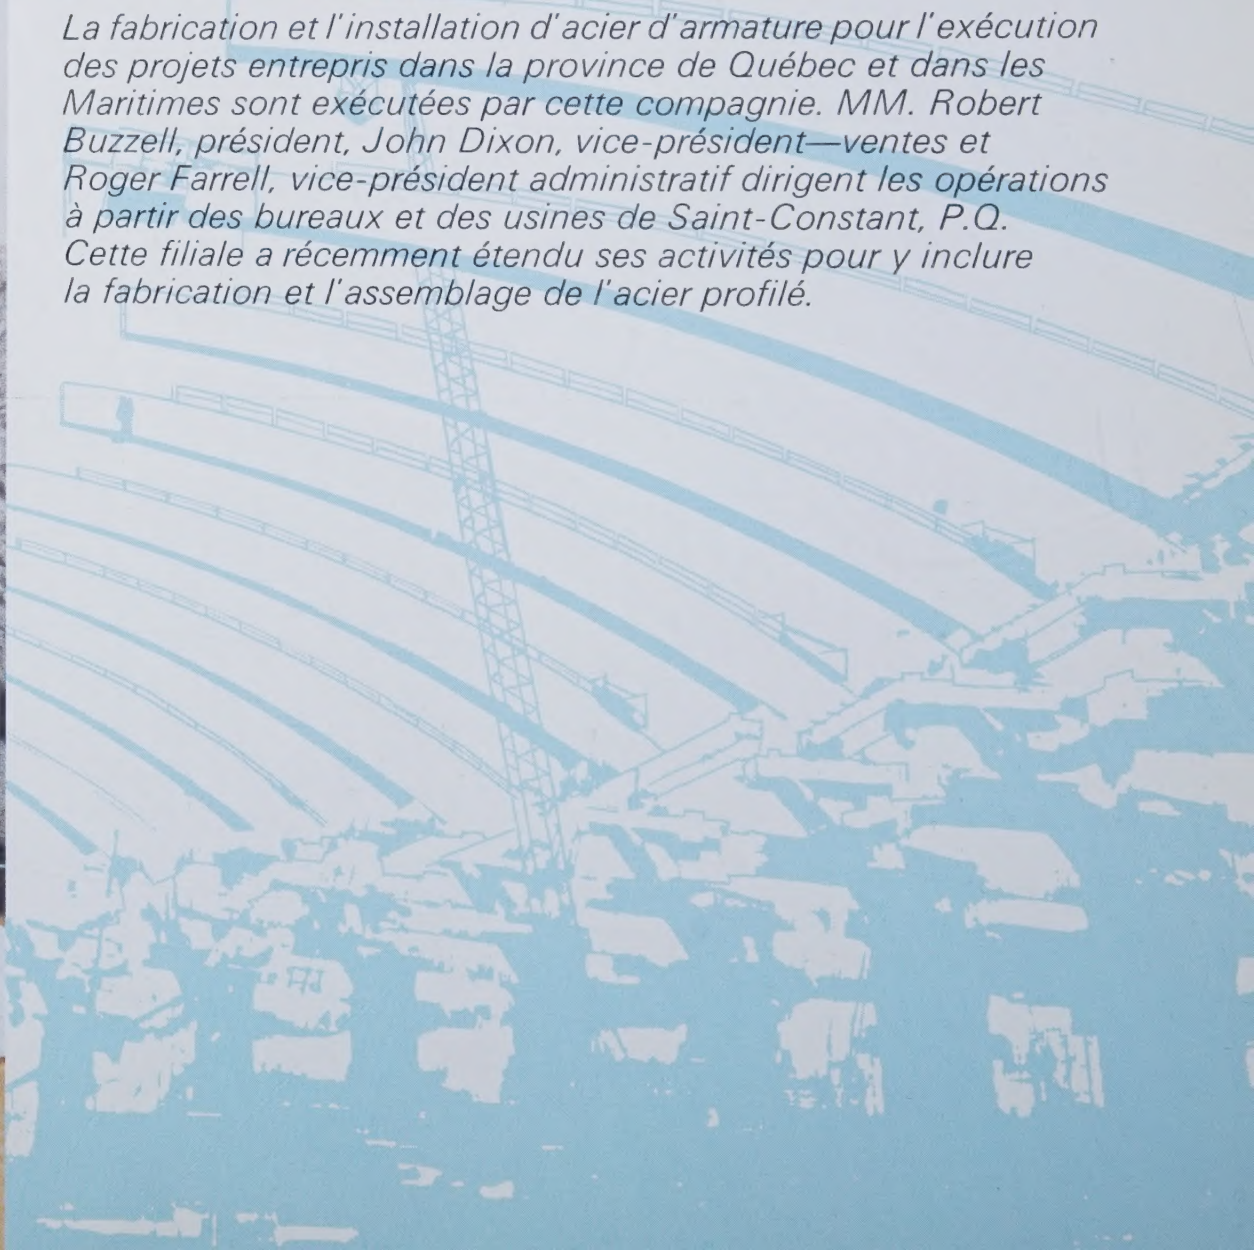 La fabrication et l'installation d'acier d'armature pour l'exécution
des projets entrepris dans la province de Québec et dans les
Maritimes sont exécutées par cette compagnie. MM. Robert
Buzzell, président, John Dixon, vice-président—ventes et
Roger Farrell, vice-président administratif dirigent les opérations
à partir des bureaux et des usines de Saint-Constant, P.Q.
Cette filiale a récemment étendu ses activités pour y inclure
la fabrication et l'assemblage de l'acier profilé.